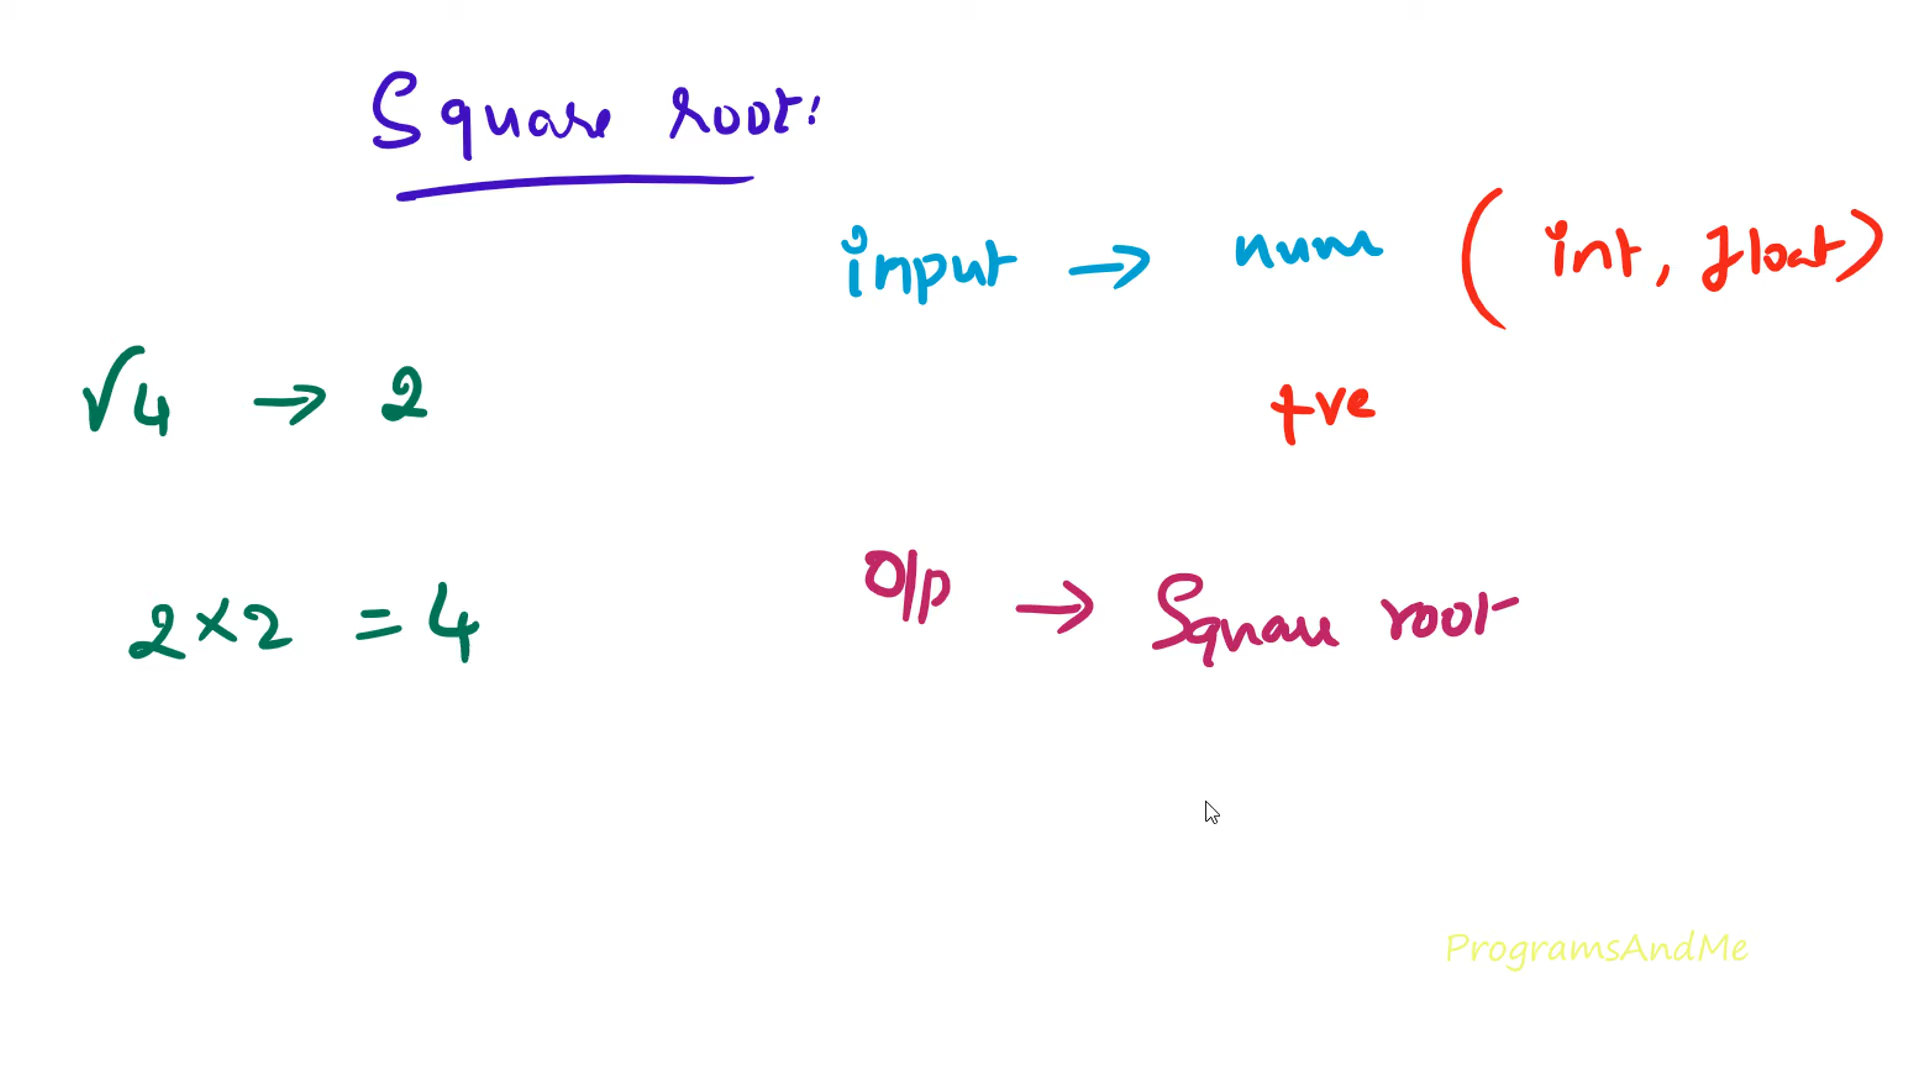 Square root:
input → num (int, float)
√4 → 2
+ve
O/p → Square root
2 × 2 = 4
ProgramsAndMe